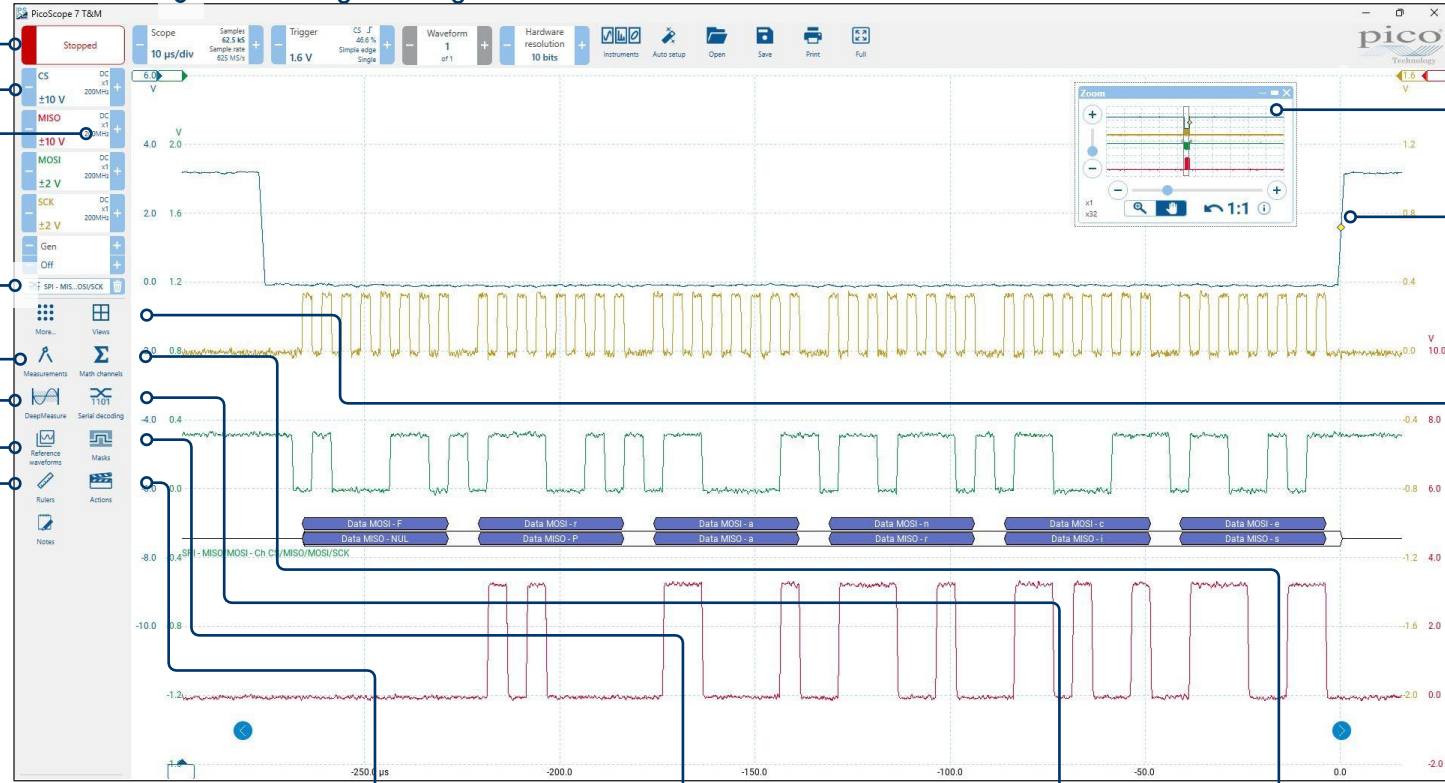 PicoScope 7 T&M
Stopped
Scope
10 µs/div
Samples
62.5 kS
Sample rate
625 MS/s
Trigger
1.6 V
CS
46.6 %
Simple edge
Single
Waveform
1
of 1
Hardware
resolution
10 bits
Instruments
Auto setup
Open
Save
Print
Full
pico
Technology
CS
±10 V
DC
x1
200MHz
MISO
±10 V
DC
x1
MOSI
±2 V
DC
x1
200MHz
SCK
±2 V
DC
x1
200MHz
Gen
Off
SPI - MIS...OSI/SCK
More...
Views
Measurements
Math channels
DeepMeasure
Serial decoding
1101
Reference
waveforms
Masks
Rulers
Actions
Notes
6.0
V
1.6
V
Zoom
x1
x32
1:1
V
4.0 2.0
1.2
2.0 1.6
0.8
0.0 1.2
0.4
0.8
0.0
V
10.0
-4.0 0.4
-0.4 8.0
0.0
-0.8 6.0
Data MOSI - F
Data MOSI - r
Data MOSI - a
Data MOSI - n
Data MOSI - c
Data MOSI - e
Data MISO - NUL
Data MISO - P
Data MISO - a
Data MISO - r
Data MISO - i
Data MISO - s
SPI - MISO/MOSI - Ch CS/MISO/MOSI/SCK
-8.0 -0.4
-1.2 4.0
-10.0 -0.8
-1.6 2.0
-1.2
-2.0 0.0
-2.0
-250.0 µs
-200.0
-150.0
-100.0
-50.0
0.0